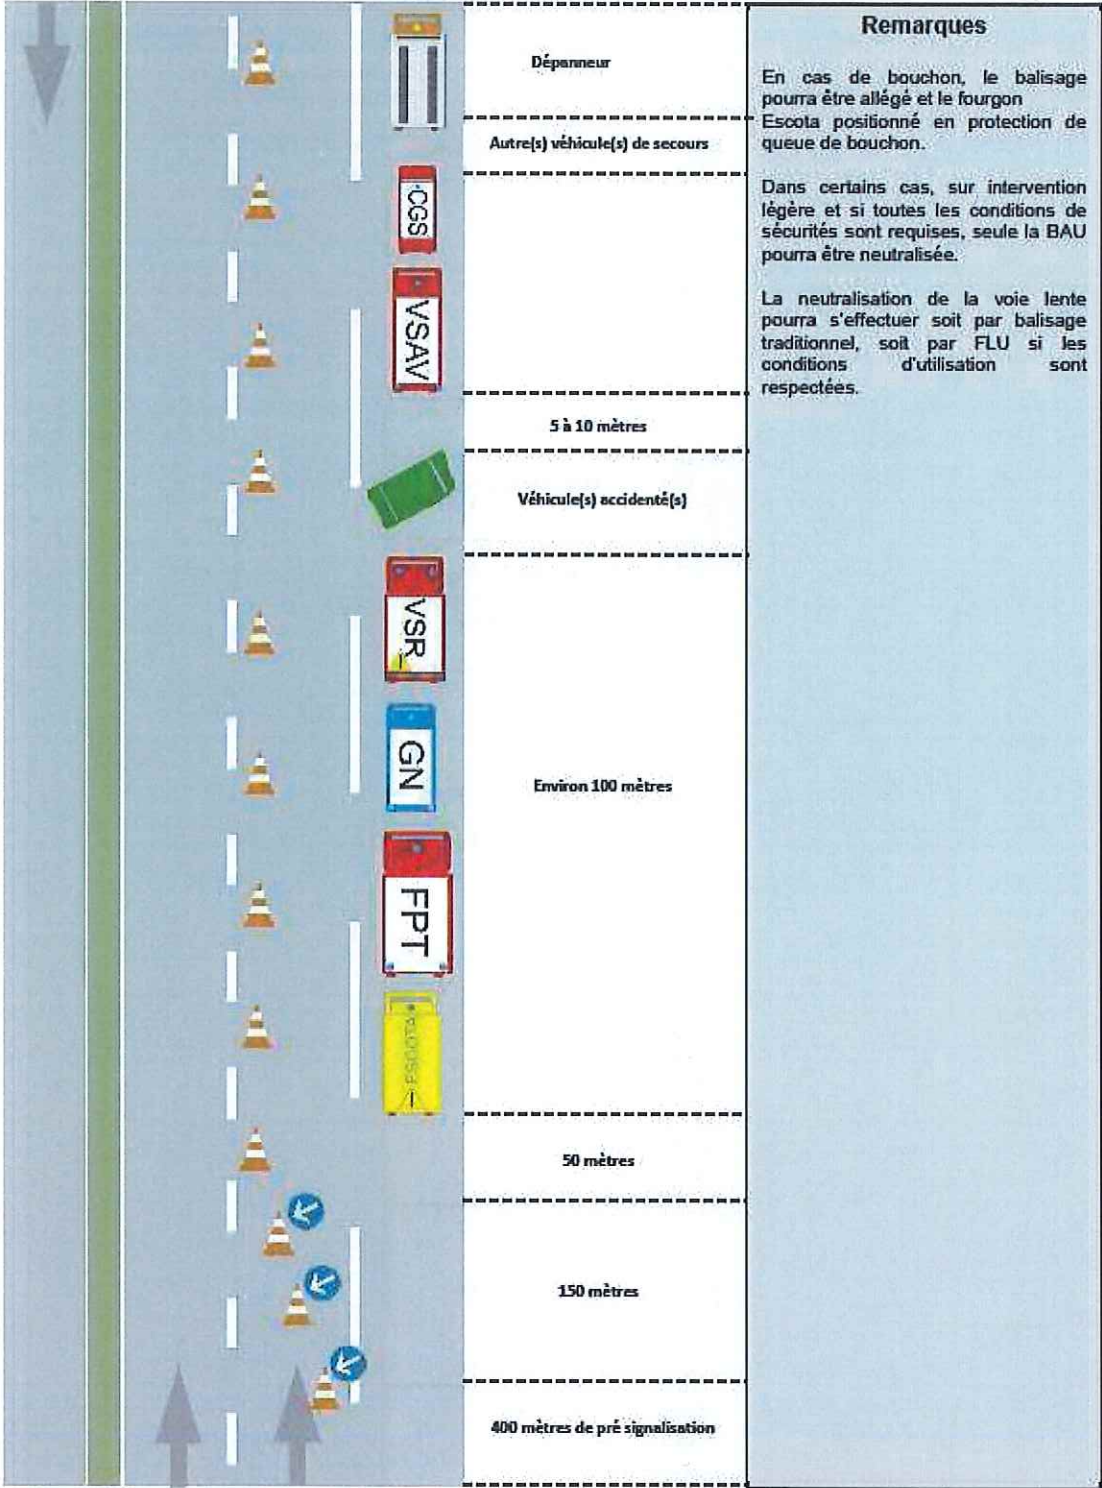 Dépanneur
Autre(s) véhicule(s) de secours
CGS
VSAV
5 à 10 mètres
Véhicule(s) accidenté(s)
VSR
GN
Environ 100 mètres
FPT
ESCOTA
50 mètres
150 mètres
400 mètres de pré signalisation
Remarques
En cas de bouchon, le balisage
pourra être allégé et le fourgon
Escota positionné en protection de
queue de bouchon.
Dans certains cas, sur intervention
légère et si toutes les conditions de
sécurités sont requises, seule la BAU
pourra être neutralisée.
La neutralisation de la voie lente
pourra s'effectuer soit par balisage
traditionnel, soit par FLU si les
conditions d'utilisation sont
respectées.